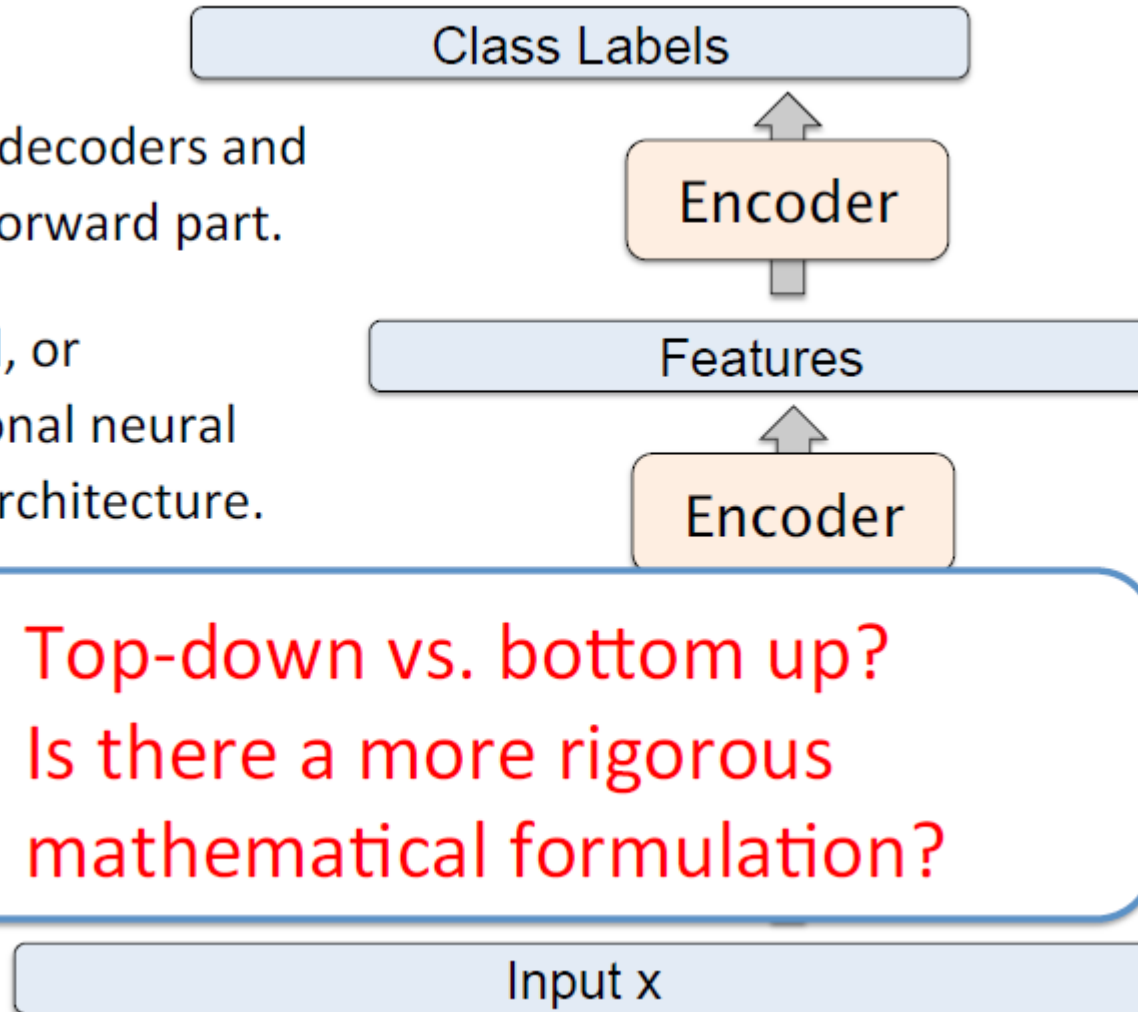 Class Labels
decoders and
Encoder
orward part.
, or
Features
onal neural
rchitecture.
Encoder
Top-down vs. bottom up?
Is there a more rigorous
mathematical formulation?
Input x